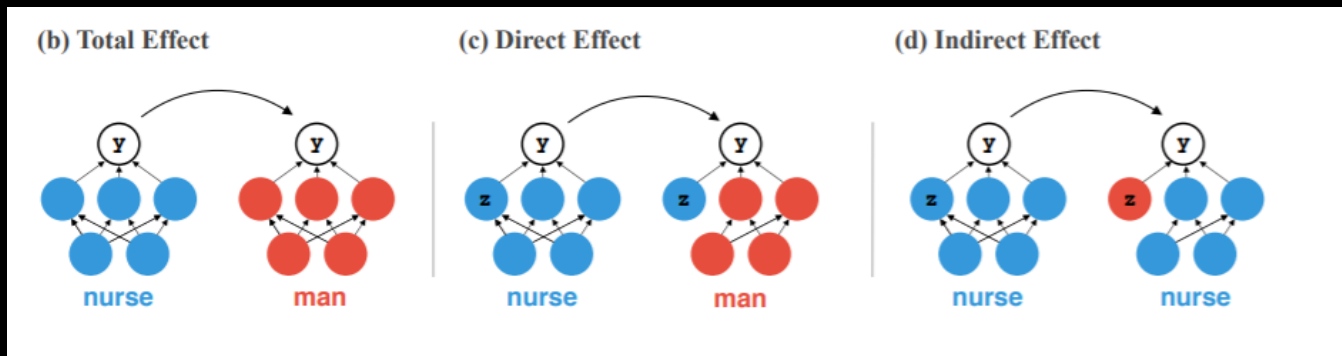 (b) Total Effect
(c) Direct Effect
(d) Indirect Effect
y
y
y
y
y
y
z
z
z
z
nurse
man
nurse
man
nurse
nurse